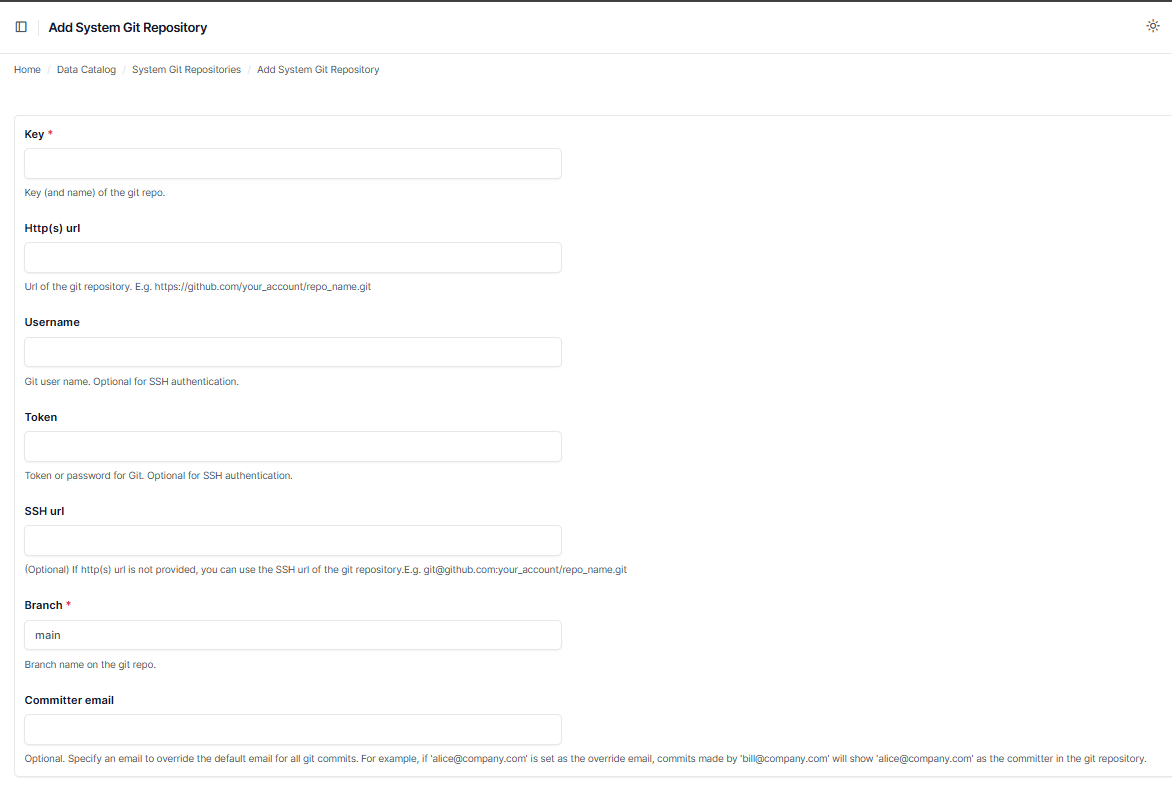 Add System Git Repository
Home / Data Catalog / System Git Repositories / Add System Git Repository
Key *
Key (and name) of the git repo.
Http(s) url
Url of the git repository. E.g. https://github.com/your_account/repo_name.git
Username
Git user name. Optional for SSH authentication.
Token
Token or password for Git. Optional for SSH authentication.
SSH url
(Optional) If http(s) url is not provided, you can use the SSH url of the git repository.E.g. git@github.com:your_account/repo_name.git
Branch *
main
Branch name on the git repo.
Committer email
Optional. Specify an email to override the default email for all git commits. For example, if 'alice@company.com' is set as the override email, commits made by 'bill@company.com' will show 'alice@company.com' as the committer in the git repository.